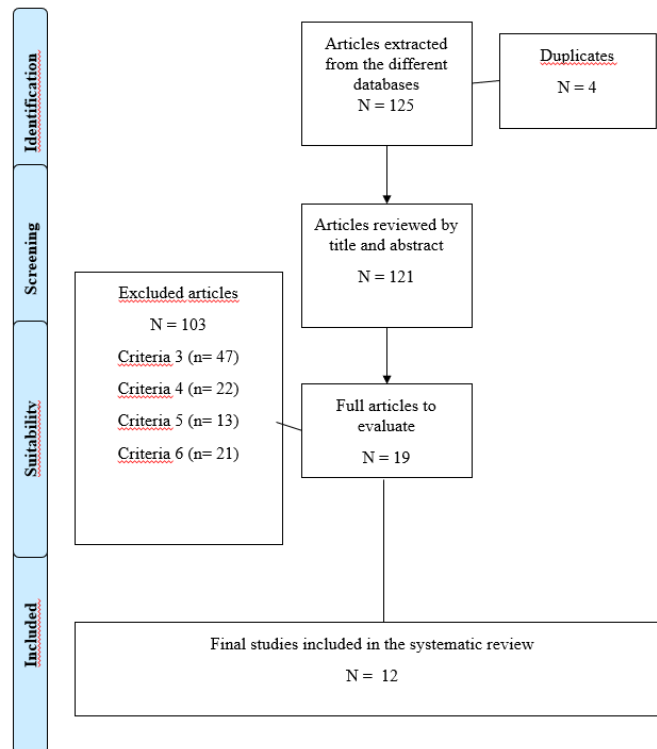 Identification
Articles extracted
from the different
databases
N = 125
Duplicates
N = 4
Screening
Articles reviewed by
title and abstract
N = 121
Excluded articles
N = 103
Criteria 3 (n= 47)
Criteria 4 (n= 22)
Criteria 5 (n= 13)
Criteria 6 (n= 21)
Suitability
Full articles to
evaluate
N = 19
Included
Final studies included in the systematic review
N = 12